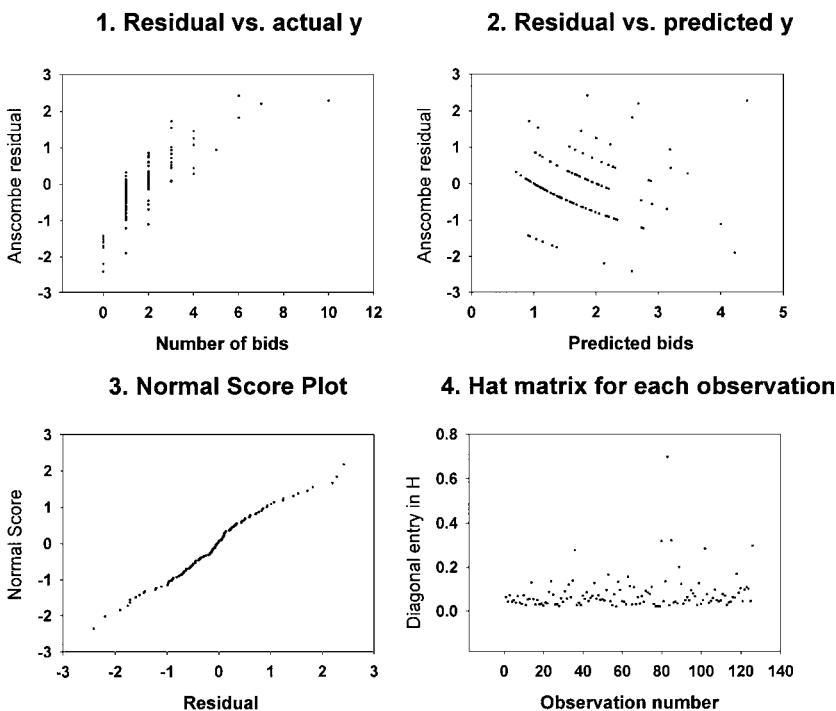 1. Residual vs. actual y
Anscombe residual
3
2
1
0
-1
-2
-3
0 2 4 6 8 10 12
Number of bids
2. Residual vs. predicted y
Anscombe residual
3
2
1
0
-1
-2
-3
0 1 2 3 4 5
Predicted bids
3. Normal Score Plot
Normal Score
3
2
1
0
-1
-2
-3
-3 -2 -1 0 1 2 3
Residual
4. Hat matrix for each observation
Diagonal entry in H
0.8
0.6
0.4
0.2
0.0
0 20 40 60 80 100 120 140
Observation number